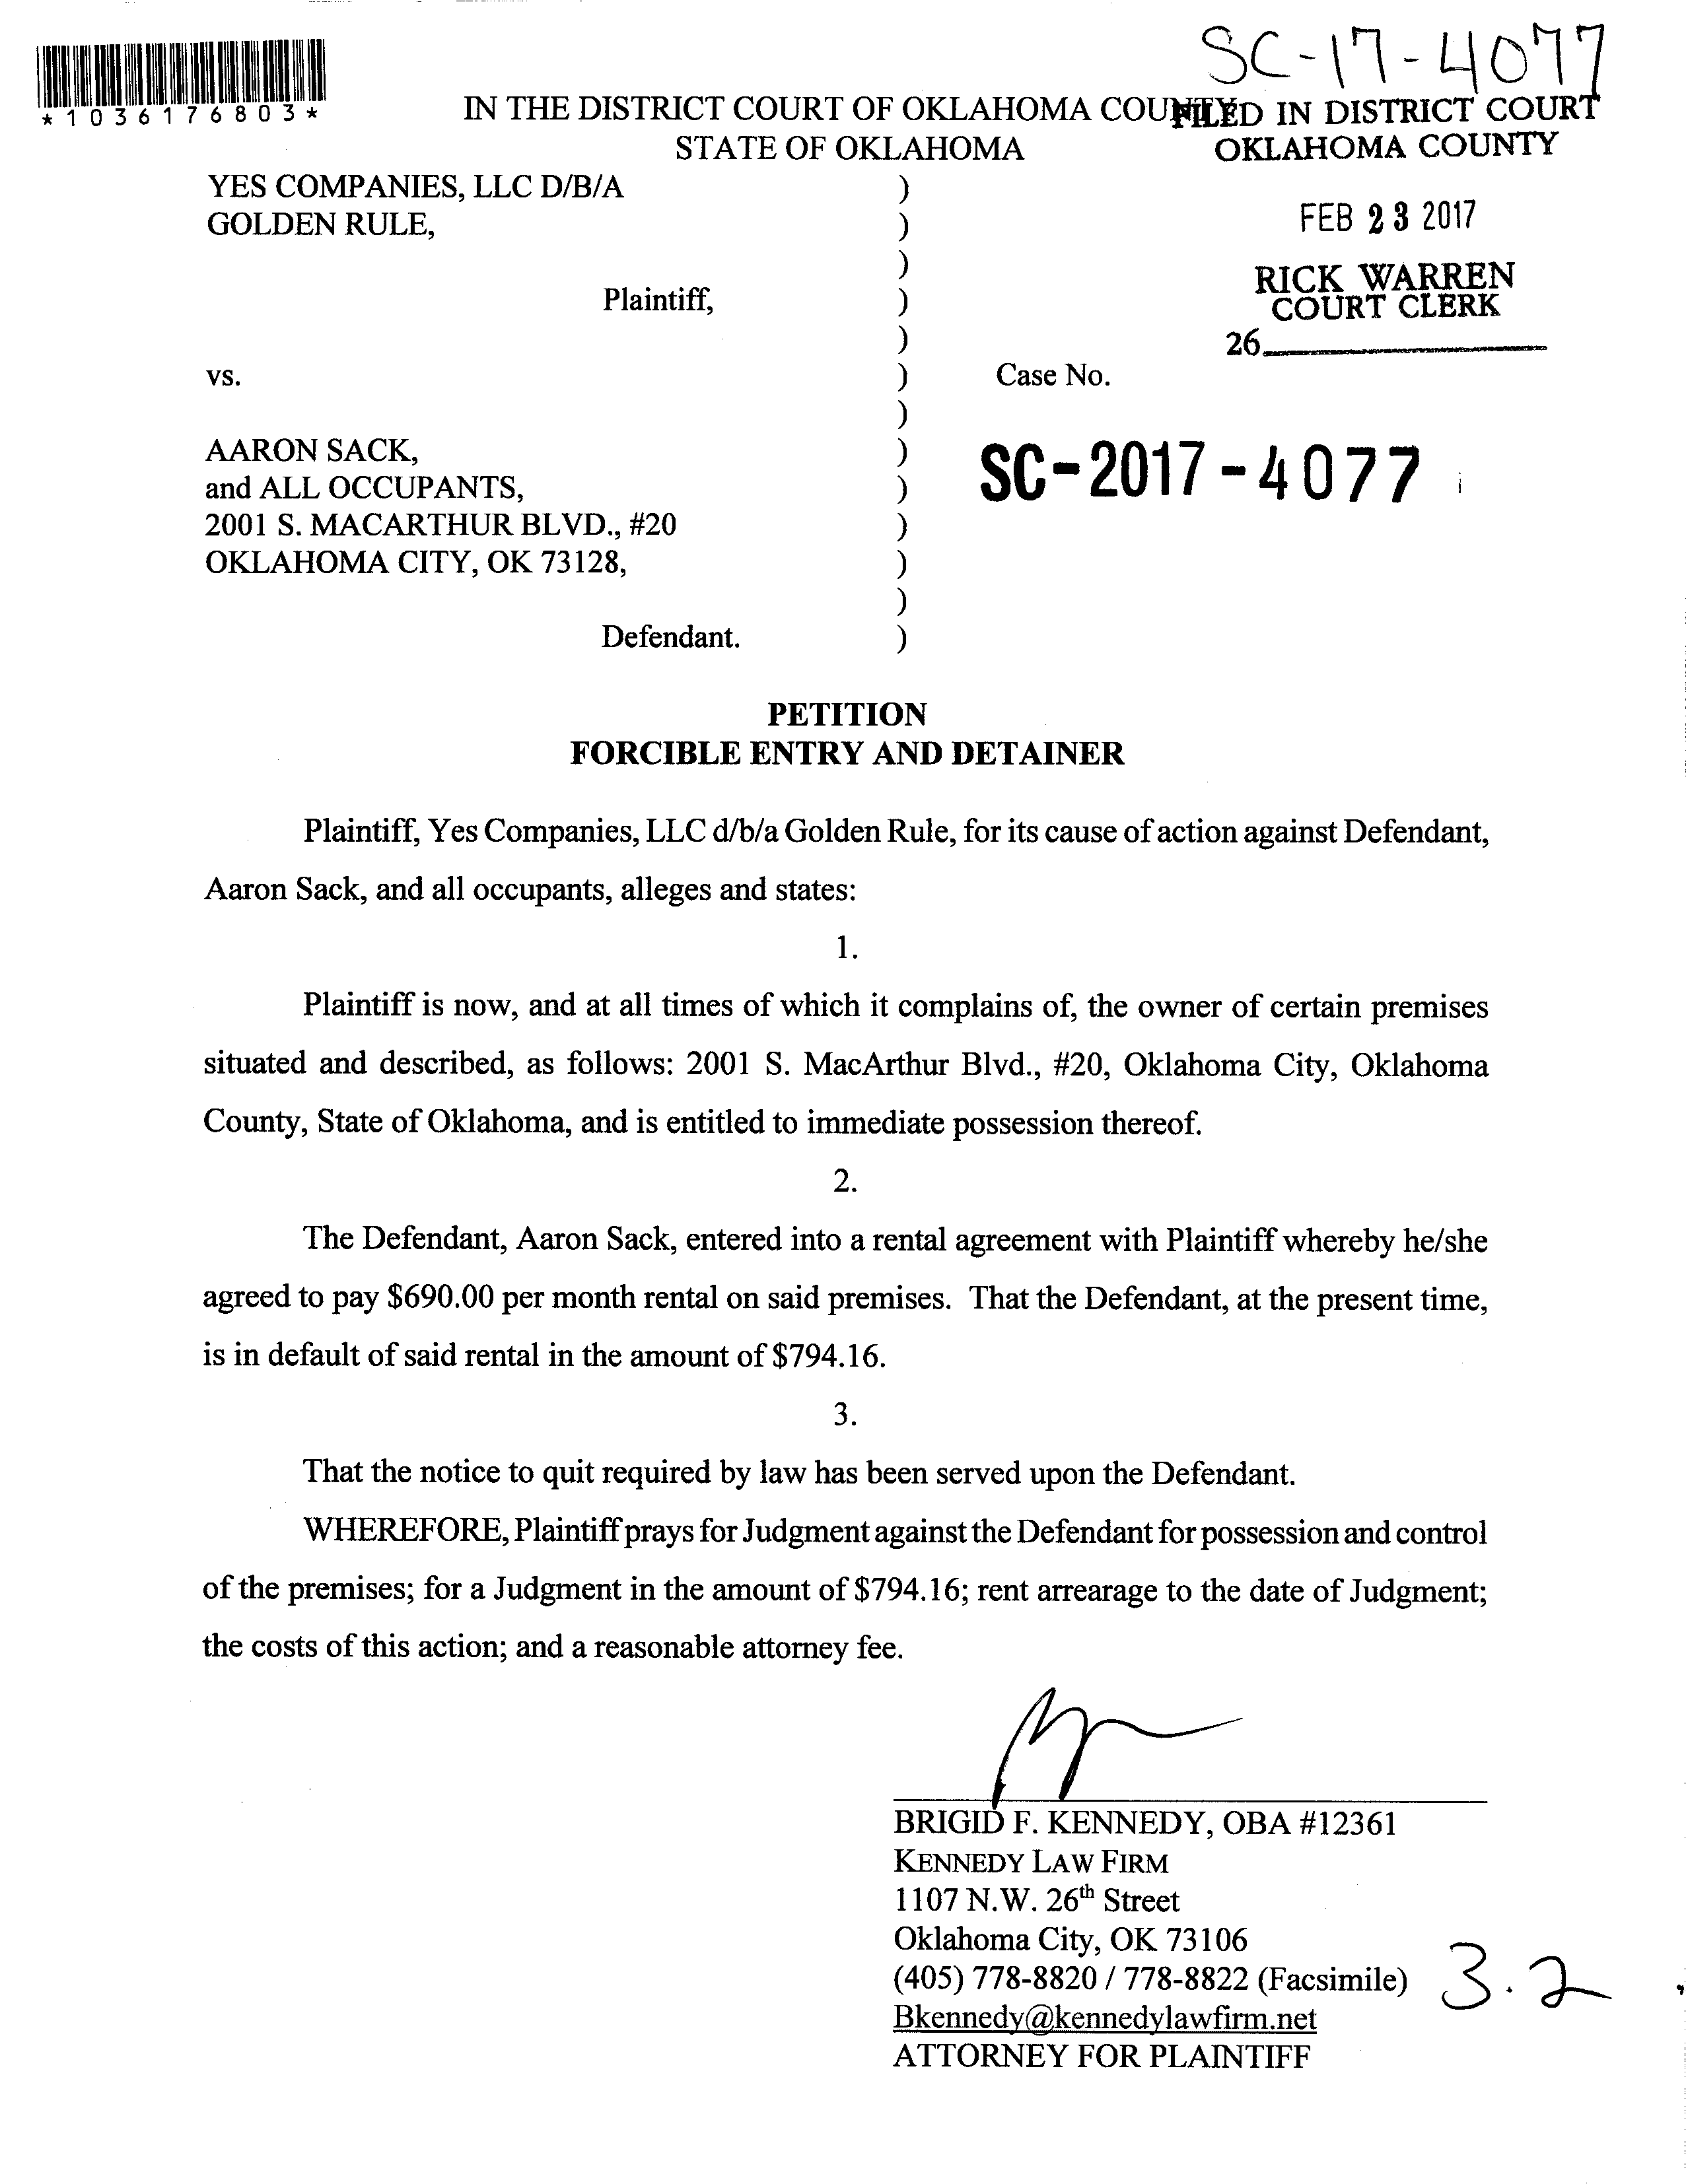 SC-17-4077
*1036176803*
IN THE DISTRICT COURT OF OKLAHOMA COUNTY
STATE OF OKLAHOMA
FILED IN DISTRICT COURT
OKLAHOMA COUNTY
FEB 23 2017
RICK WARREN
COURT CLERK
26
YES COMPANIES, LLC D/B/A )
GOLDEN RULE, )
)
Plaintiff, )
)
vs. ) Case No.
)
AARON SACK, ) SC-2017-4077
and ALL OCCUPANTS, )
2001 S. MACARTHUR BLVD., #20 )
OKLAHOMA CITY, OK 73128, )
)
Defendant. )
PETITION
FORCIBLE ENTRY AND DETAINER
Plaintiff, Yes Companies, LLC d/b/a Golden Rule, for its cause of action against Defendant,
Aaron Sack, and all occupants, alleges and states:
1.
Plaintiff is now, and at all times of which it complains of, the owner of certain premises
situated and described, as follows: 2001 S. MacArthur Blvd., #20, Oklahoma City, Oklahoma
County, State of Oklahoma, and is entitled to immediate possession thereof.
2.
The Defendant, Aaron Sack, entered into a rental agreement with Plaintiff whereby he/she
agreed to pay $690.00 per month rental on said premises. That the Defendant, at the present time,
is in default of said rental in the amount of $794.16.
3.
That the notice to quit required by law has been served upon the Defendant.
WHEREFORE, Plaintiff prays for Judgment against the Defendant for possession and control
of the premises; for a Judgment in the amount of $794.16; rent arrearage to the date of Judgment;
the costs of this action; and a reasonable attorney fee.
BRIGID F. KENNEDY, OBA #12361
KENNEDY LAW FIRM
1107 N.W. 26th Street
Oklahoma City, OK 73106
(405) 778-8820 / 778-8822 (Facsimile)
Bkennedy@kennedylawfirm.net
ATTORNEY FOR PLAINTIFF
3.2